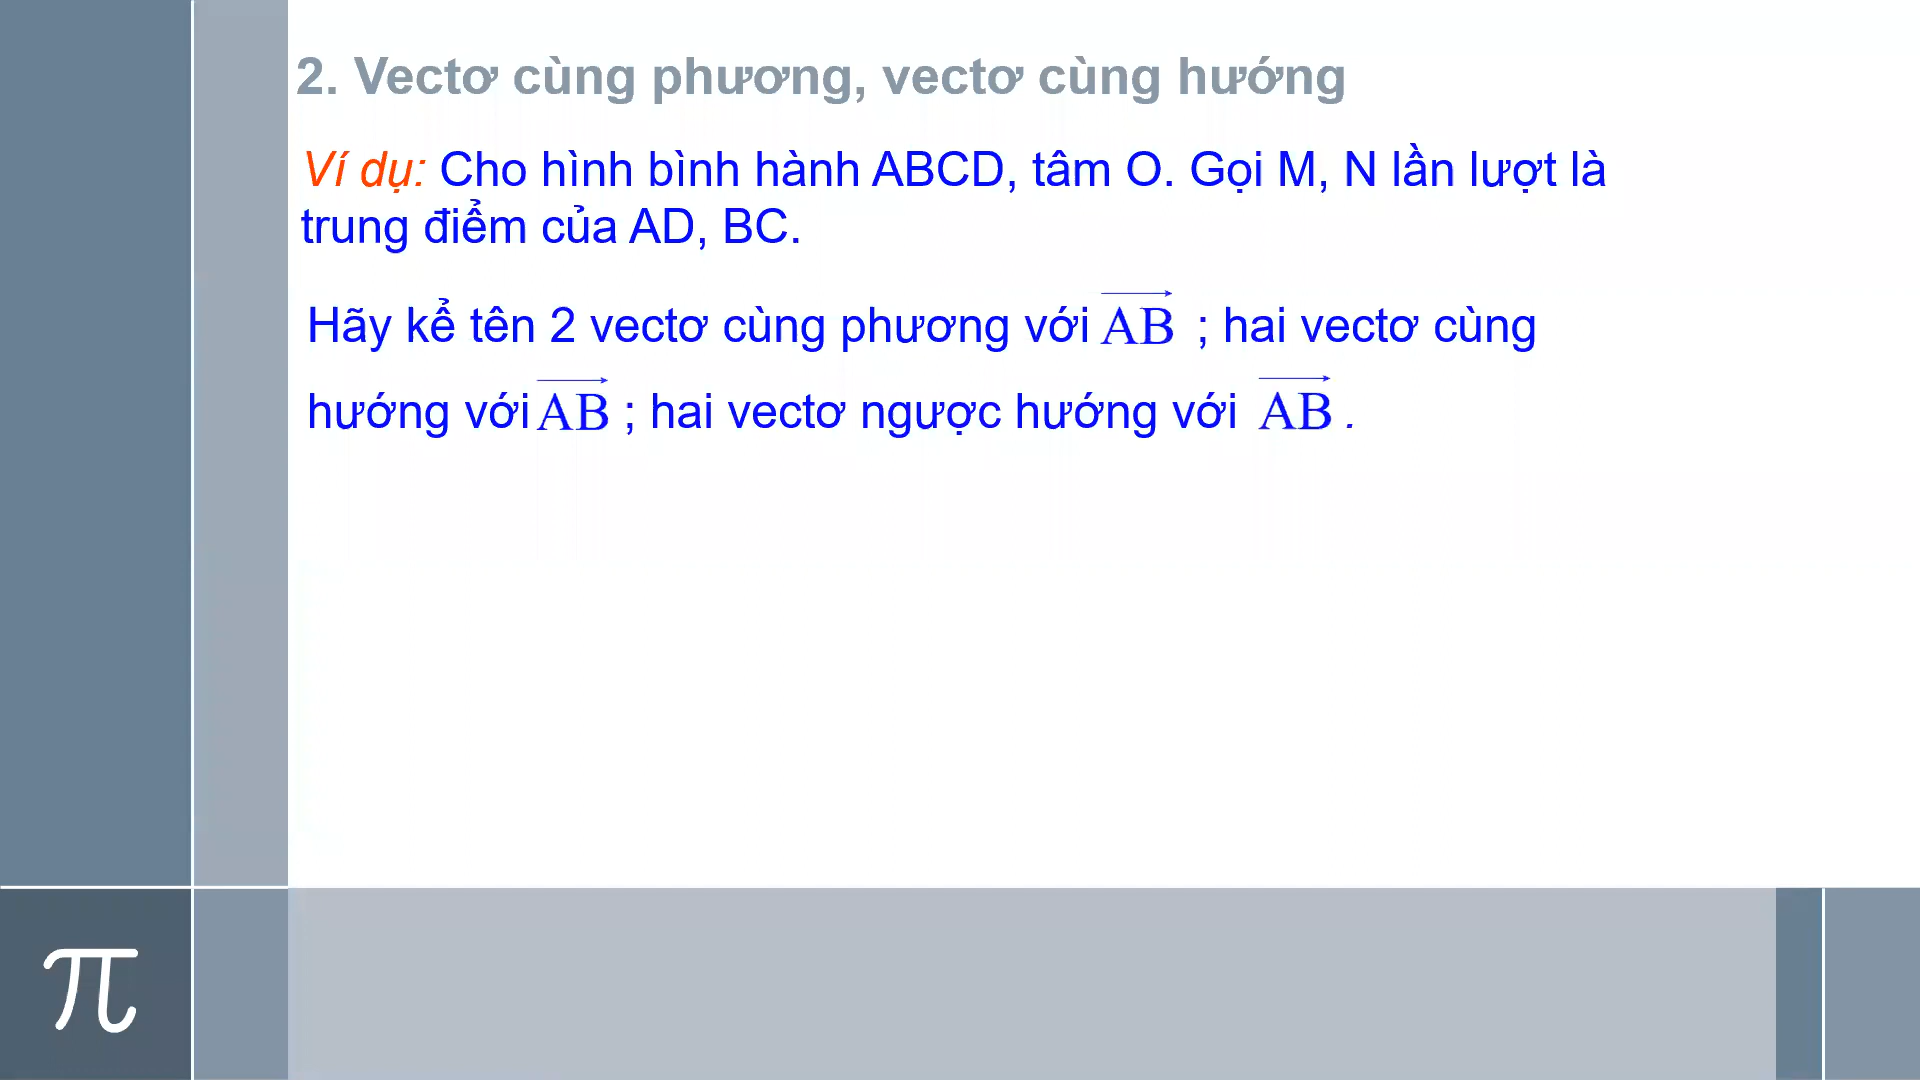 2. Vectơ cùng phương, vectơ cùng hướng
Ví dụ: Cho hình bình hành ABCD, tâm O. Gọi M, N lần lượt là
trung điểm của AD, BC.
Hãy kể tên 2 vectơ cùng phương với AB ; hai vectơ cùng
hướng với AB ; hai vectơ ngược hướng với AB .
π